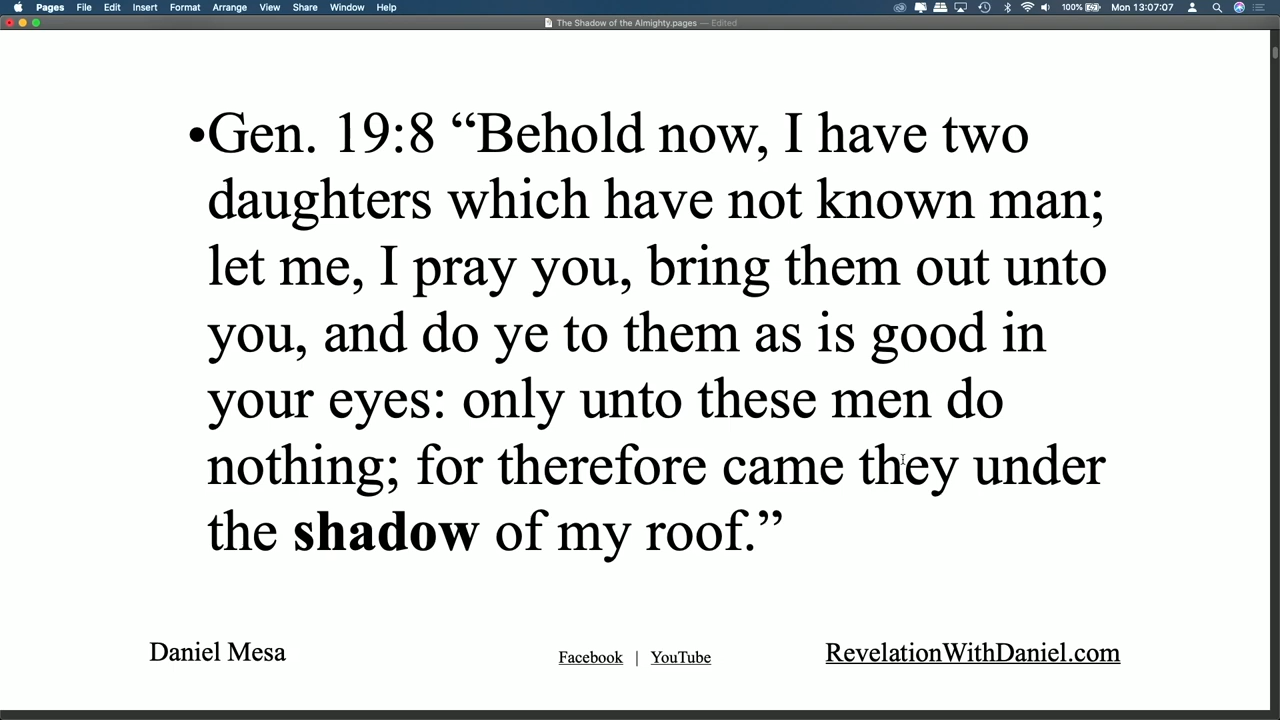 Pages File Edit Insert Format Arrange View Share Window Help 100% Mon 13:07:07
The Shadow of the Almighty.pages — Edited
•Gen. 19:8 “Behold now, I have two
daughters which have not known man;
let me, I pray you, bring them out unto
you, and do ye to them as is good in
your eyes: only unto these men do
nothing; for therefore came they under
the shadow of my roof.”
Daniel Mesa Facebook | YouTube RevelationWithDaniel.com